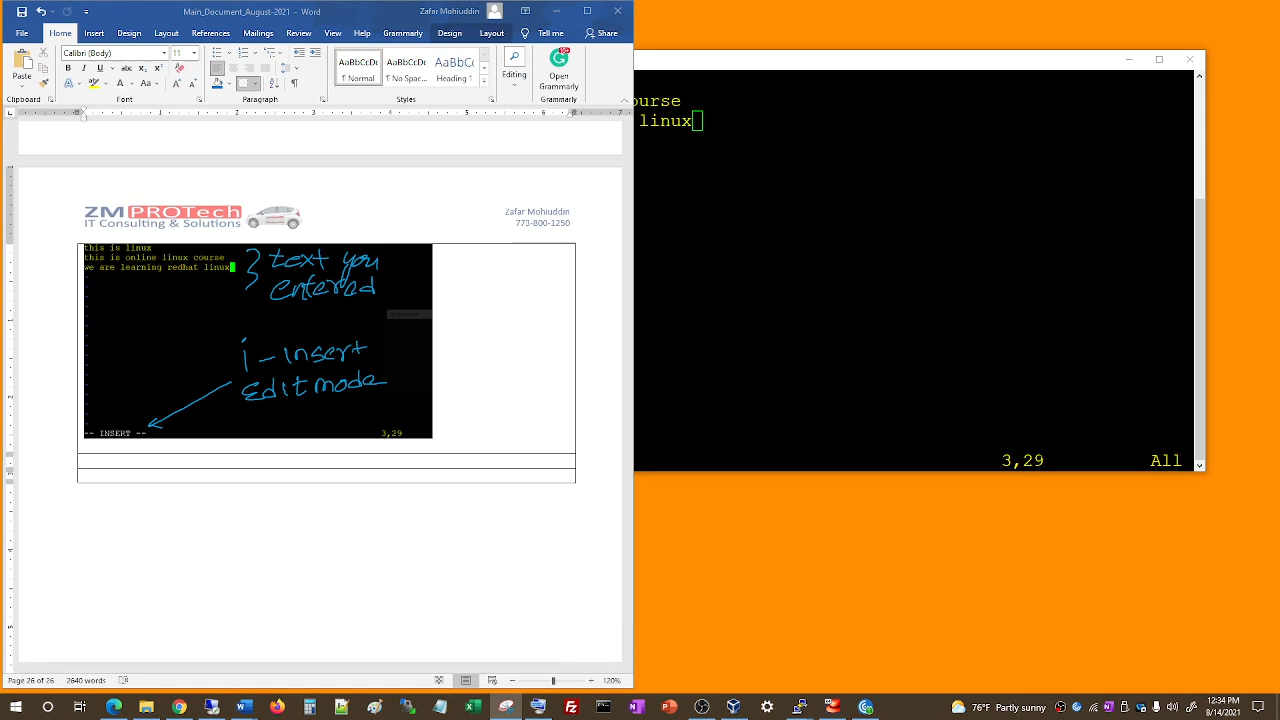 Main_Document_August-2021 - Word
Zafar Mohiuddin
File Home Insert Design Layout Mailings Review View Help Grammarly Design Layout Tell me Share
Calibri (Body) 11
AaBbCcDc AaBbCcDc AaBbCc
Paste
¶ Normal ¶ No Spac... Heading 1
Editing
Open Grammarly
Clipboard Font Paragraph Styles Grammarly
ZM PROTech
IT Consulting & Solutions
Zafar Mohiuddin
773-800-1250
this is linux
this is online linux course
we are learning redhat linux
text you
entered
i - insert
Edit mode
-- INSERT --
3,29
Page 26 of 26 2640 words
120%
ourse
linux
3,29 All
76°F Partly sunny
12:34 PM
8/14/2021